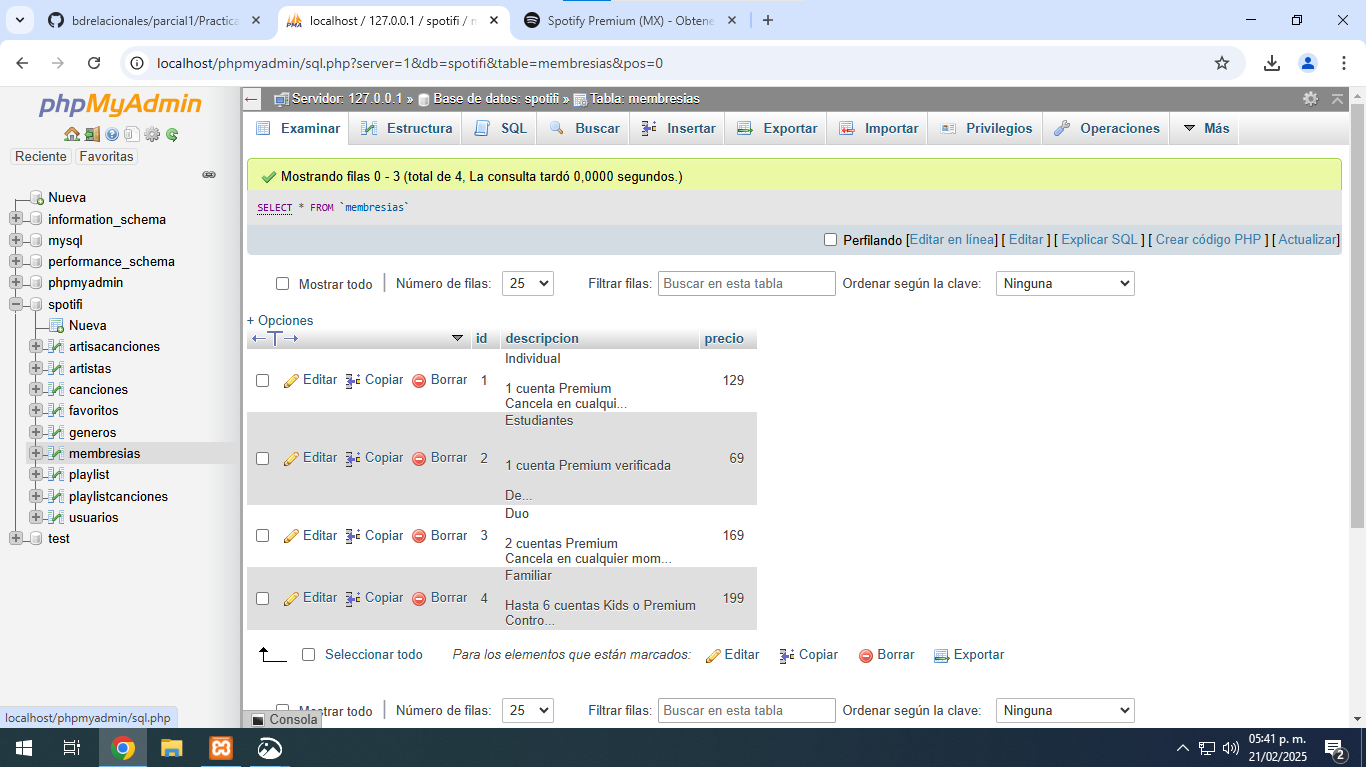 bdrelacionales/parcial1/Practica
localhost / 127.0.0.1 / spotifi / m
Spotify Premium (MX) - Obtene
localhost/phpmyadmin/sql.php?server=1&db=spotifi&table=membresias&pos=0
phpMyAdmin
Reciente
Favoritas
Nueva
information_schema
mysql
performance_schema
phpmyadmin
spotifi
Nueva
artisacanciones
artistas
canciones
favoritos
generos
membresias
playlist
playlistcanciones
usuarios
test
localhost/phpmyadmin/sql.php
Servidor: 127.0.0.1 » Base de datos: spotifi » Tabla: membresias
Examinar Estructura SQL Buscar Insertar Exportar Importar Privilegios Operaciones Más
Mostrando filas 0 - 3 (total de 4, La consulta tardó 0,0000 segundos.)
SELECT * FROM `membresias`
Perfilando [Editar en línea] [ Editar ] [ Explicar SQL ] [ Crear código PHP ] [ Actualizar]
Mostrar todo Número de filas: 25 Filtrar filas: Buscar en esta tabla Ordenar según la clave: Ninguna
+ Opciones
id descripcion precio
Individual
Editar Copiar Borrar 1 1 cuenta Premium 129
Cancela en cualqui...
Estudiantes
Editar Copiar Borrar 2 1 cuenta Premium verificada 69
De...
Duo
Editar Copiar Borrar 3 2 cuentas Premium 169
Cancela en cualquier mom...
Familiar
Editar Copiar Borrar 4 Hasta 6 cuentas Kids o Premium 199
Contro...
Seleccionar todo Para los elementos que están marcados: Editar Copiar Borrar Exportar
Mostrar todo Número de filas: 25 Filtrar filas: Buscar en esta tabla Ordenar según la clave: Ninguna
Consola
05:41 p. m.
21/02/2025
2